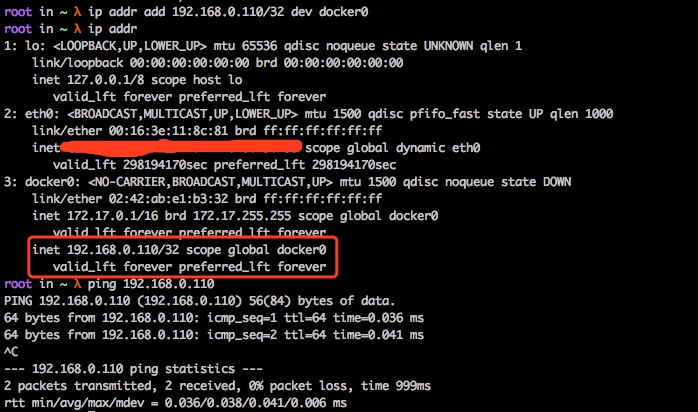 root in ~ λ ip addr add 192.168.0.110/32 dev docker0
root in ~ λ ip addr
1: lo: <LOOPBACK,UP,LOWER_UP> mtu 65536 qdisc noqueue state UNKNOWN qlen 1
link/loopback 00:00:00:00:00:00 brd 00:00:00:00:00:00
inet 127.0.0.1/8 scope host lo
valid_lft forever preferred_lft forever
2: eth0: <BROADCAST,MULTICAST,UP,LOWER_UP> mtu 1500 qdisc pfifo_fast state UP qlen 1000
link/ether 00:16:3e:11:8c:81 brd ff:ff:ff:ff:ff:ff
inet scope global dynamic eth0
valid_lft 298194170sec preferred_lft 298194170sec
3: docker0: <NO-CARRIER,BROADCAST,MULTICAST,UP> mtu 1500 qdisc noqueue state DOWN
link/ether 02:42:ab:e1:b3:32 brd ff:ff:ff:ff:ff:ff
inet 172.17.0.1/16 brd 172.17.255.255 scope global docker0
valid_lft forever preferred_lft forever
inet 192.168.0.110/32 scope global docker0
valid_lft forever preferred_lft forever
root in ~ λ ping 192.168.0.110
PING 192.168.0.110 (192.168.0.110) 56(84) bytes of data.
64 bytes from 192.168.0.110: icmp_seq=1 ttl=64 time=0.036 ms
64 bytes from 192.168.0.110: icmp_seq=2 ttl=64 time=0.041 ms
^C
--- 192.168.0.110 ping statistics ---
2 packets transmitted, 2 received, 0% packet loss, time 999ms
rtt min/avg/max/mdev = 0.036/0.038/0.041/0.006 ms